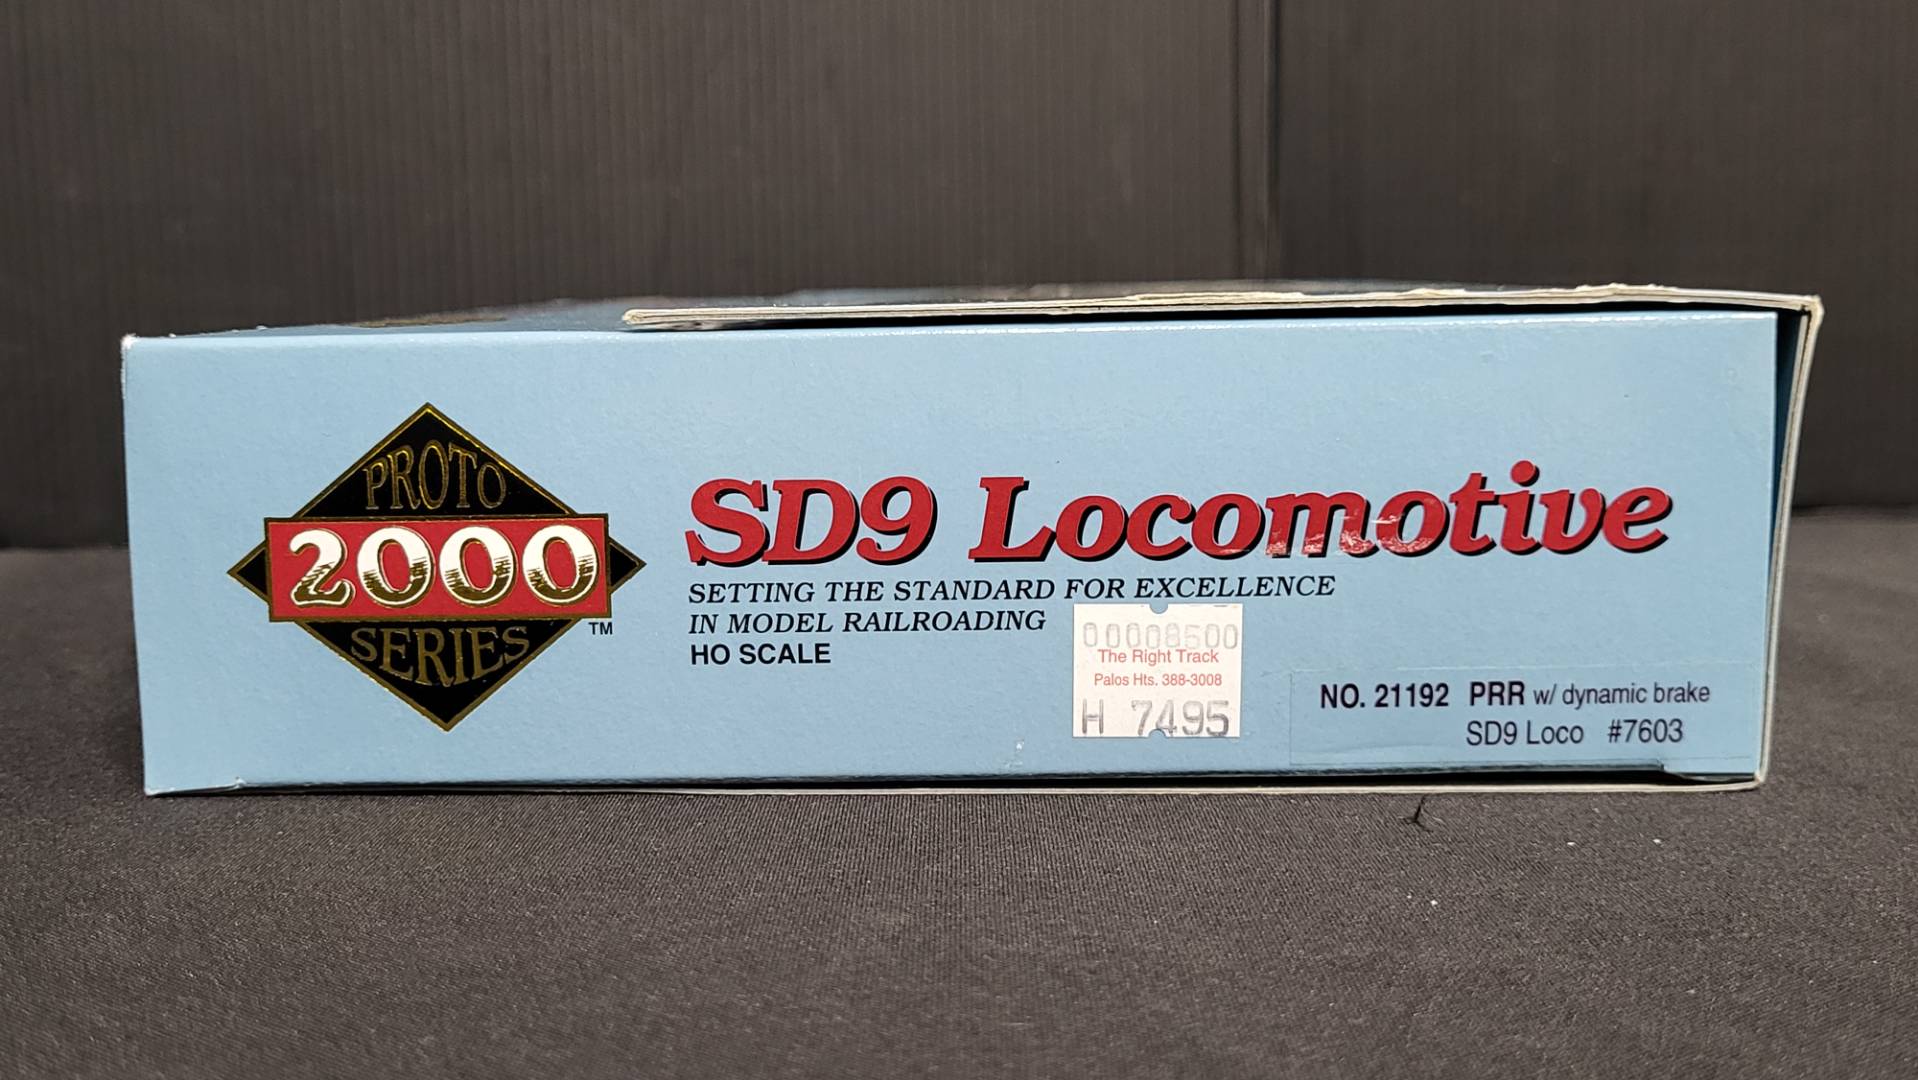 PROTO
2000
SERIES
TM
SD9 Locomotive
SETTING THE STANDARD FOR EXCELLENCE
IN MODEL RAILROADING
HO SCALE
00008500
The Right Track
Palos Hts. 388-3008
H 7495
NO. 21192 PRR w/ dynamic brake
SD9 Loco #7603